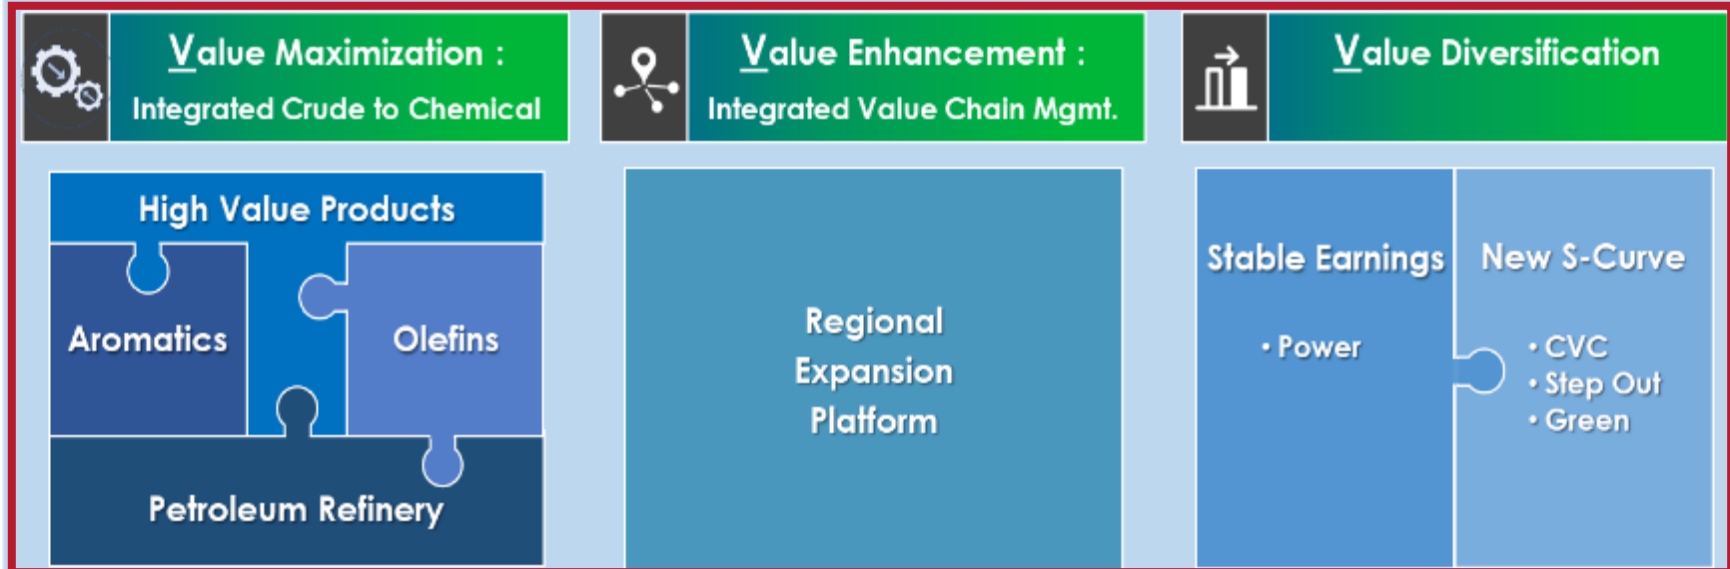 Value Maximization :
Integrated Crude to Chemical
Value Enhancement :
Integrated Value Chain Mgmt.
Value Diversification
High Value Products
Aromatics
Olefins
Petroleum Refinery
Regional
Expansion
Platform
Stable Earnings
• Power
New S-Curve
• CVC
• Step Out
• Green